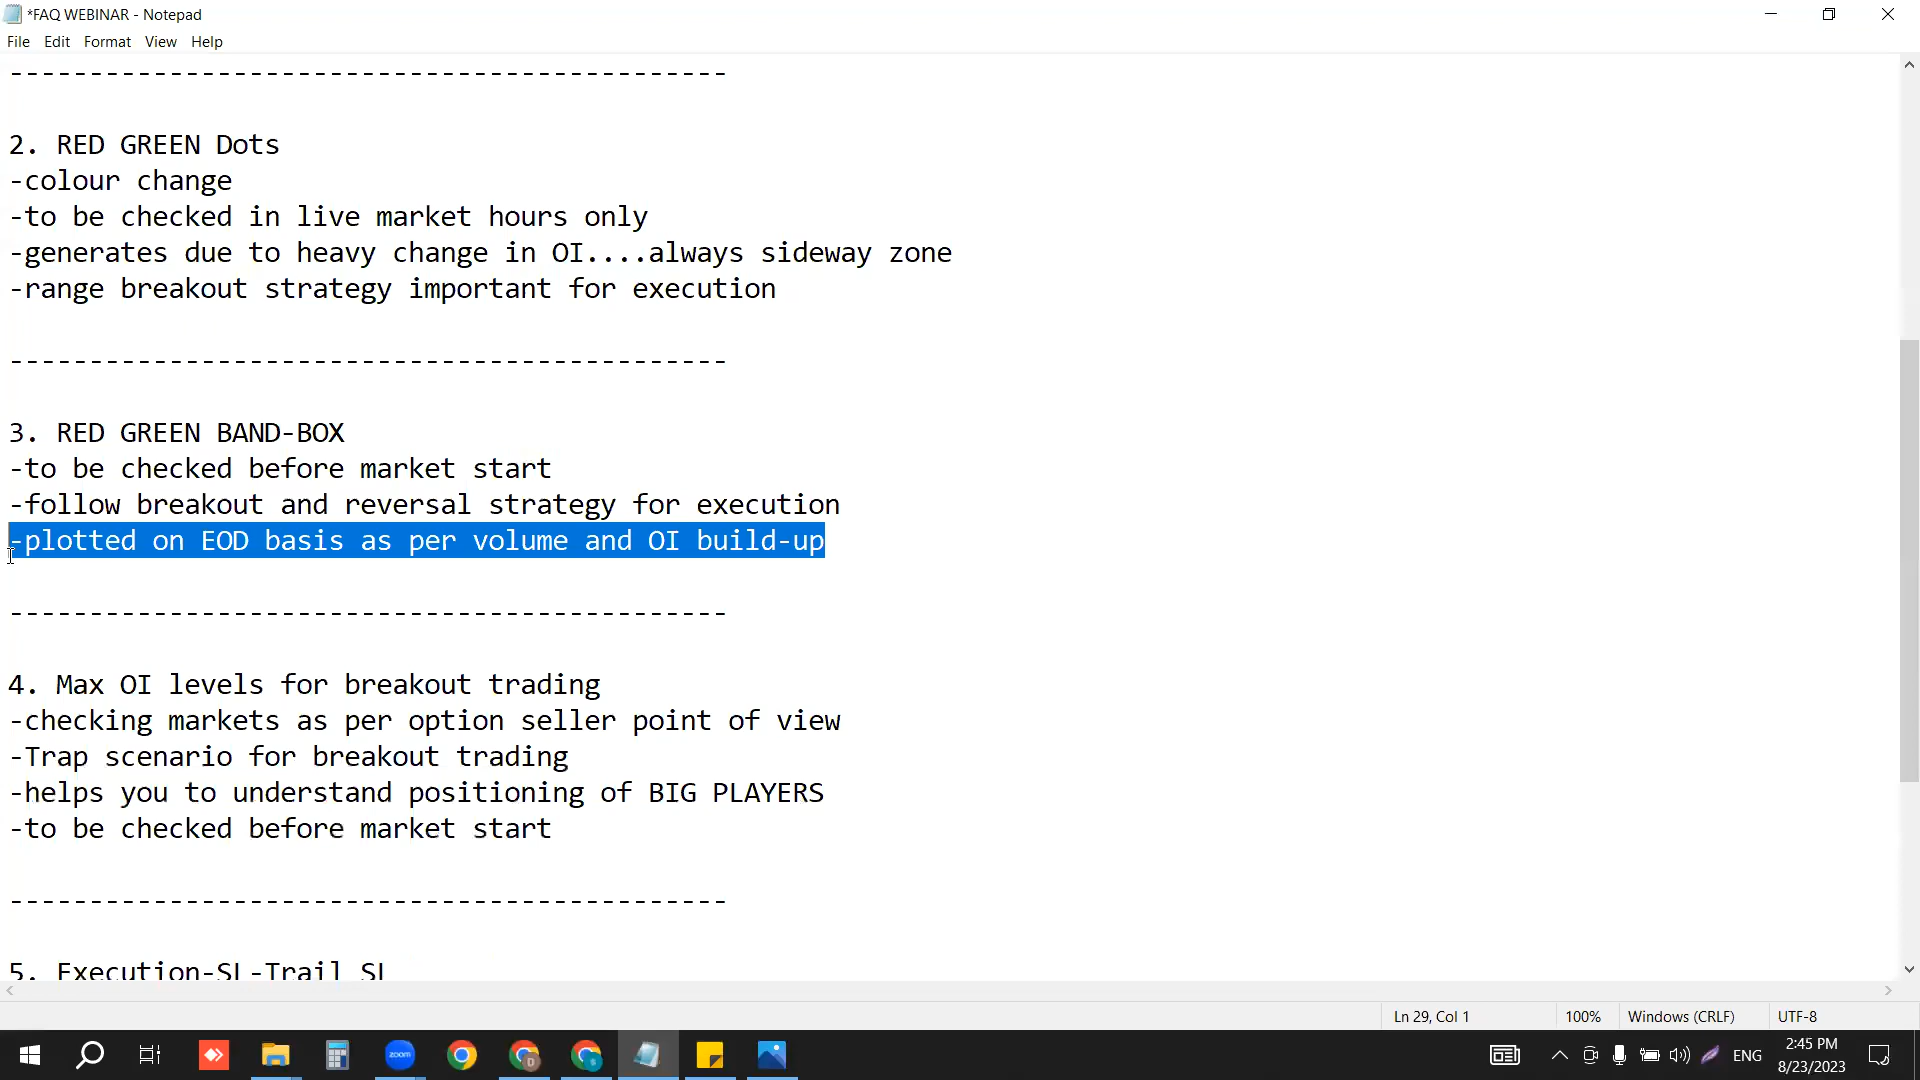 *FAQ WEBINAR - Notepad
File Edit Format View Help
---------------------------------------------
2. RED GREEN Dots
-colour change
-to be checked in live market hours only
-generates due to heavy change in OI....always sideway zone
-range breakout strategy important for execution
---------------------------------------------
3. RED GREEN BAND-BOX
-to be checked before market start
-follow breakout and reversal strategy for execution
-plotted on EOD basis as per volume and OI build-up
---------------------------------------------
4. Max OI levels for breakout trading
-checking markets as per option seller point of view
-Trap scenario for breakout trading
-helps you to understand positioning of BIG PLAYERS
-to be checked before market start
---------------------------------------------
5. Execution-SL-Trail SL
Ln 29, Col 1 100% Windows (CRLF) UTF-8
zoom D S ENG 2:45 PM
8/23/2023